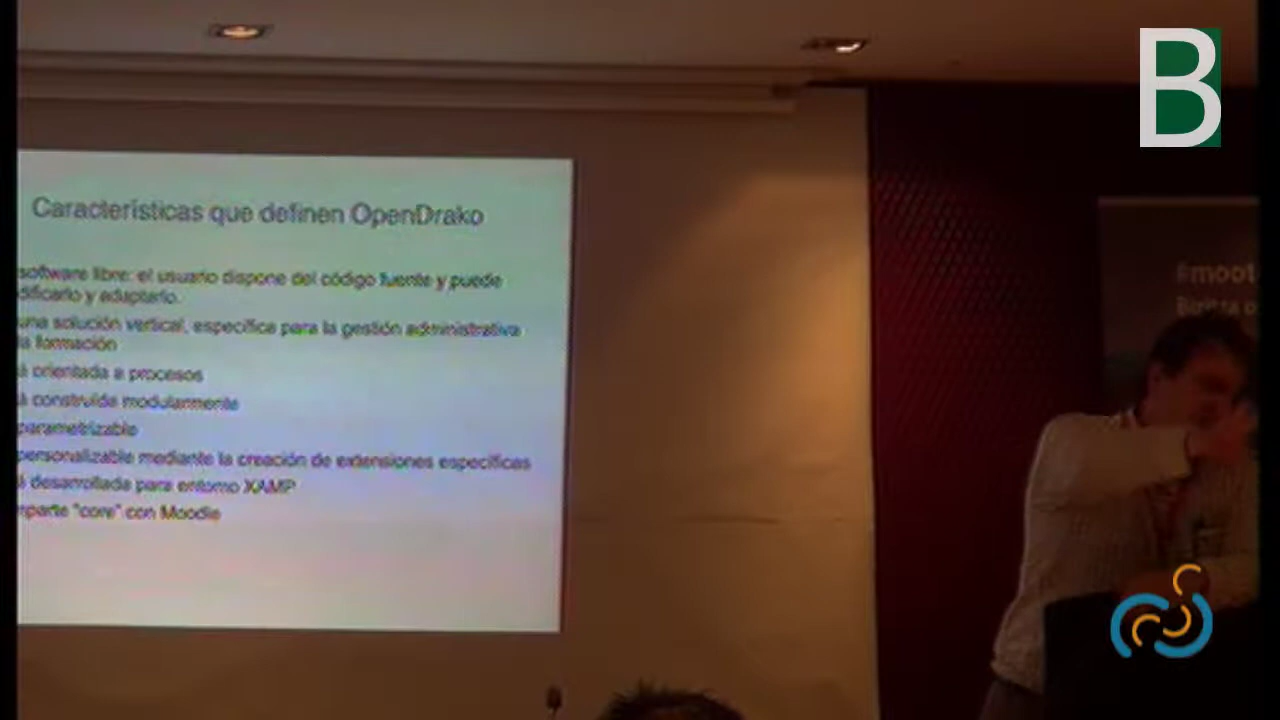 B
Características que definen OpenDrako
software libre: el usuario dispone del código fuente y puede
dificarlo y adaptarlo.
una solución vertical, específica para la gestión administrativa
la formación
á orientada a procesos
á construida modularmente
parametrizable
personalizable mediante la creación de extensiones específicas
á desarrollada para entorno XAMP
mparte "core" con Moodle
#moot